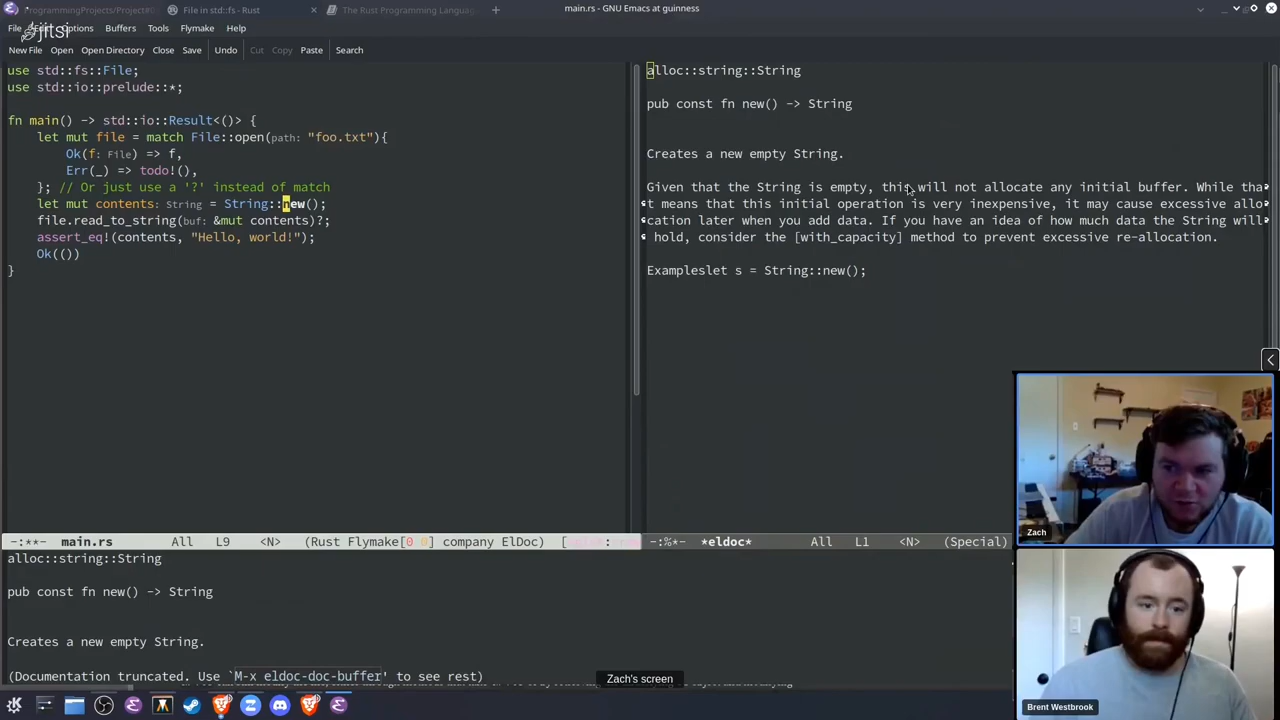 ProgrammingProjects/Project#0
File in std::fs - Rust
The Rust Programming Langua
main.rs - GNU Emacs at guinness
jitsi
File
Options
Buffers
Tools
Flymake
Help
New File
Open
Open Directory
Close
Save
Undo
Cut
Copy
Paste
Search
use std::fs::File;
use std::io::prelude::*;
fn main() -> std::io::Result<()> {
let mut file = match File::open(path: "foo.txt"){
Ok(f: File) => f,
Err(_) => todo!(),
}; // Or just use a '?' instead of match
let mut contents: String = String::new();
file.read_to_string(buf: &mut contents)?;
assert_eq!(contents, "Hello, world!");
Ok(())
}
alloc::string::String
pub const fn new() -> String
Creates a new empty String.
Given that the String is empty, this will not allocate any initial buffer. While tha
t means that this initial operation is very inexpensive, it may cause excessive allo
cation later when you add data. If you have an idea of how much data the String will
hold, consider the [with_capacity] method to prevent excessive re-allocation.
Exampleslet s = String::new();
-:**- main.rs All L9 <N> (Rust Flymake[0 0] company ElDoc) [
-:%*- *eldoc* All L1 <N> (Special)
alloc::string::String
pub const fn new() -> String
Creates a new empty String.
(Documentation truncated. Use `M-x eldoc-doc-buffer' to see rest)
Zach's screen
Zach
Brent Westbrook